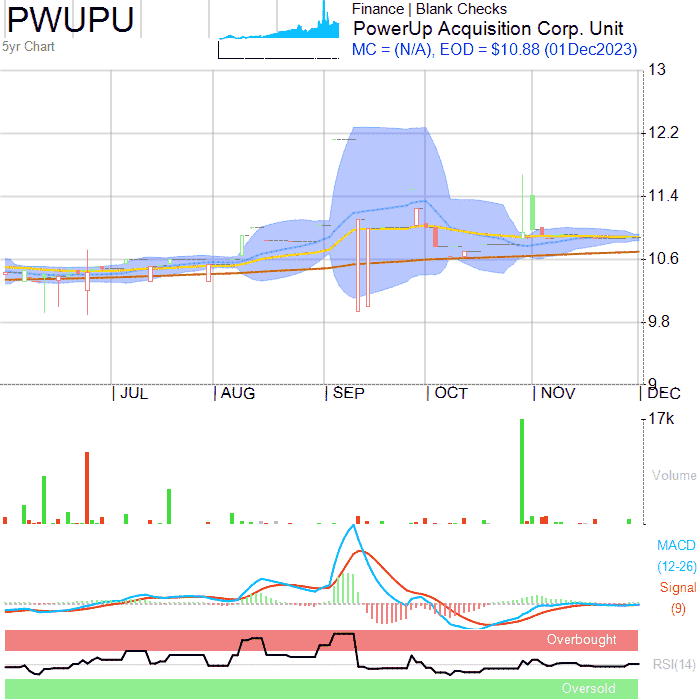 PWUPU
5yr Chart
Finance | Blank Checks
PowerUp Acquisition Corp. Unit
MC = (N/A), EOD = $10.88 (01Dec2023)
13
12.2
11.4
10.6
9.8
9
| JUL | AUG | SEP | OCT | NOV | DEC
17k
Volume
MACD
(12-26)
Signal
(9)
Overbought
RSI(14)
Oversold